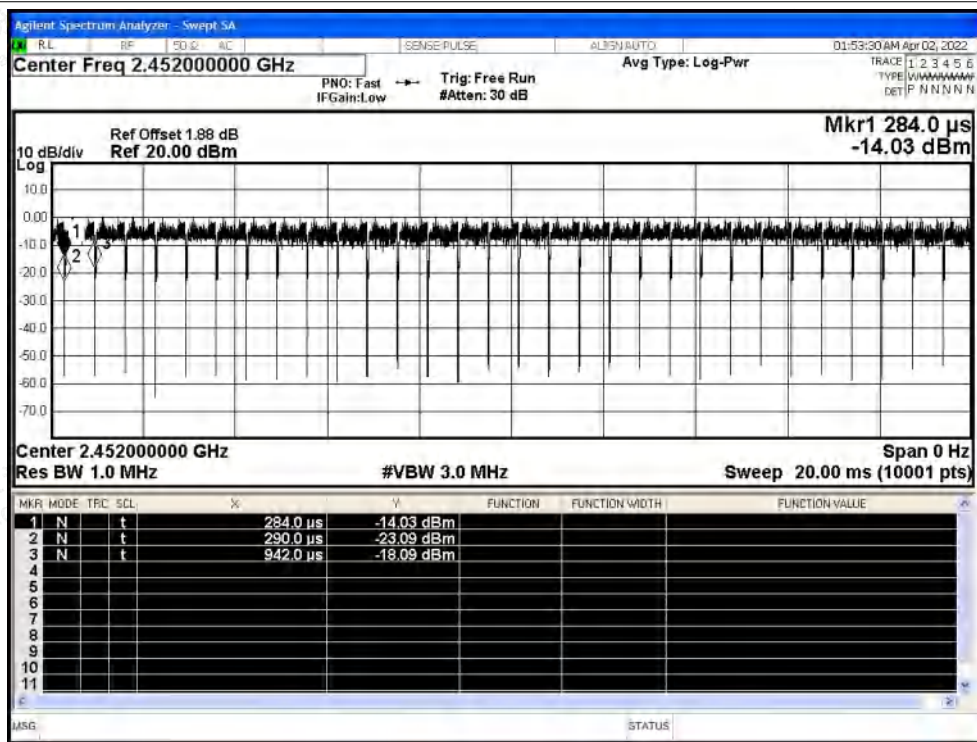 Agilent Spectrum Analyzer - Swept SA
RL RF 50 Ω AC SENSE:PULSE ALIGN AUTO 01:53:30 AM Apr 02, 2022
Center Freq 2.452000000 GHz Avg Type: Log-Pwr TRACE 1 2 3 4 5 6
PNO: Fast Trig: Free Run TYPE
IFGain:Low #Atten: 30 dB DET P N N N N N
Mkr1 284.0 µs
-14.03 dBm
Ref Offset 1.88 dB
10 dB/div Ref 20.00 dBm
Log
10.0
0.00
-10.0
-20.0
-30.0
-40.0
-50.0
-60.0
-70.0
1
2
3
Center 2.452000000 GHz Span 0 Hz
Res BW 1.0 MHz #VBW 3.0 MHz Sweep 20.00 ms (10001 pts)
MKR MODE TRC SCL X Y FUNCTION FUNCTION WIDTH FUNCTION VALUE
1 N t 284.0 µs -14.03 dBm
2 N t 290.0 µs -23.09 dBm
3 N t 942.0 µs -18.09 dBm
4
5
6
7
8
9
10
11
MSG STATUS